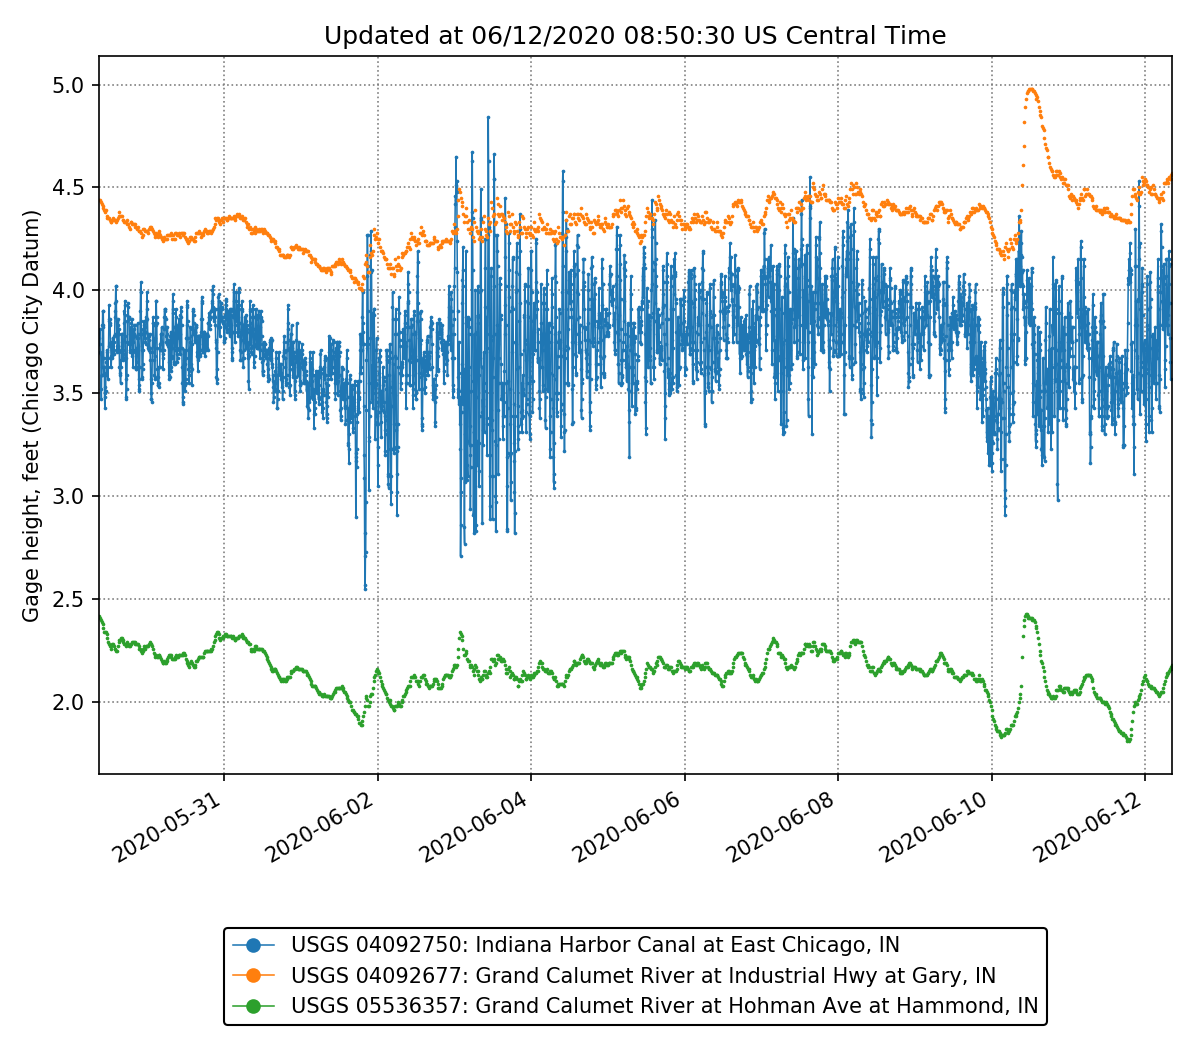 Updated at 06/12/2020 08:50:30 US Central Time
Gage height, feet (Chicago City Datum)
5.0
4.5
4.0
3.5
3.0
2.5
2.0
2020-05-31
2020-06-02
2020-06-04
2020-06-06
2020-06-08
2020-06-10
2020-06-12
USGS 04092750: Indiana Harbor Canal at East Chicago, IN
USGS 04092677: Grand Calumet River at Industrial Hwy at Gary, IN
USGS 05536357: Grand Calumet River at Hohman Ave at Hammond, IN